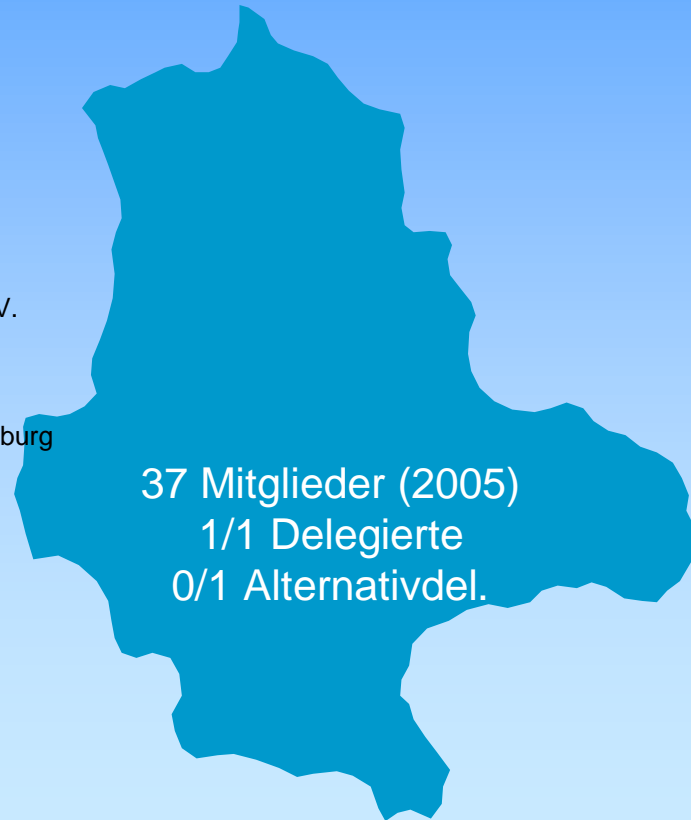 V.
burg
37 Mitglieder (2005)
1/1 Delegierte
0/1 Alternativdel.